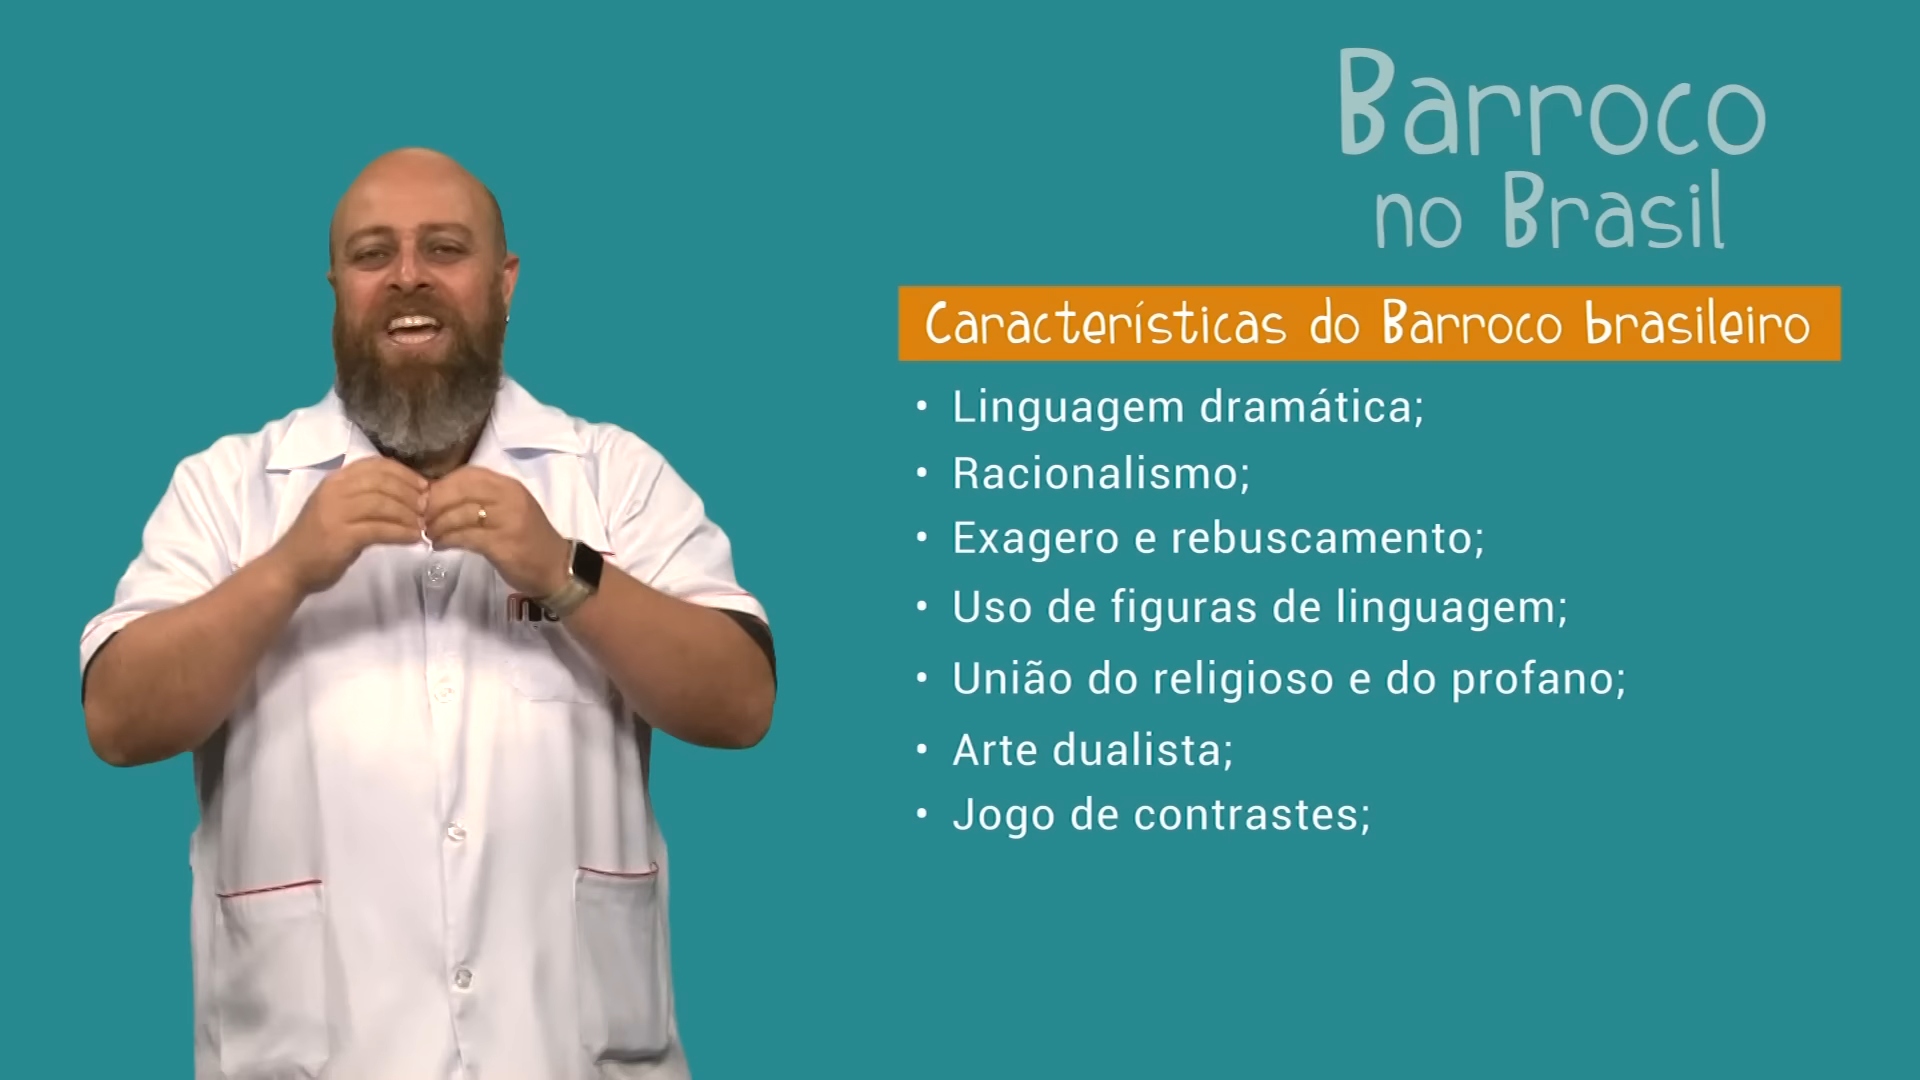 Barroco
no Brasil
Características do Barroco brasileiro
• Linguagem dramática;
• Racionalismo;
• Exagero e rebuscamento;
• Uso de figuras de linguagem;
• União do religioso e do profano;
• Arte dualista;
• Jogo de contrastes;